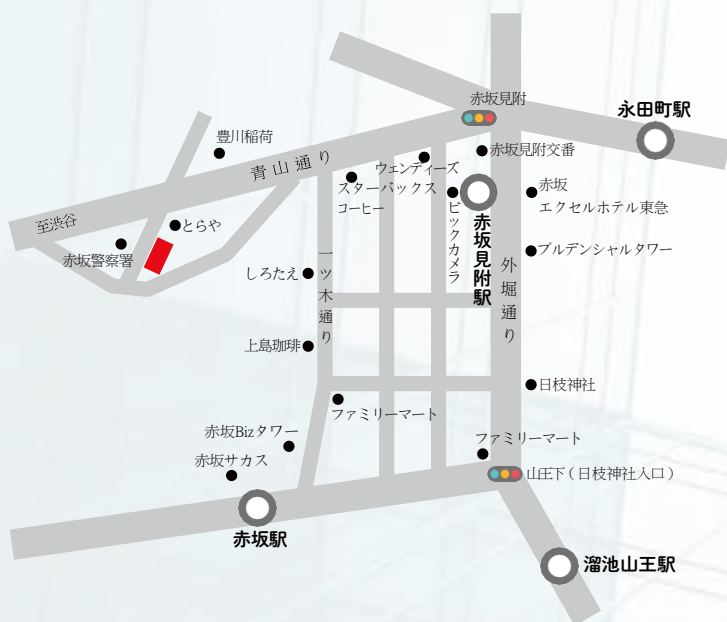 赤坂見附
永田町駅
豊川稲荷
青山通り
ウェンディーズ
赤坂見附交番
スターバックス
コーヒー
赤坂
エクセルホテル東急
至渋谷
とらや
ビックカメラ
赤坂見附駅
赤坂警察署
プルデンシャルタワー
しろたえ
一ツ木通り
外堀通り
上島珈琲
日枝神社
ファミリーマート
赤坂Bizタワー
ファミリーマート
赤坂サカス
山王下（日枝神社入口）
赤坂駅
溜池山王駅